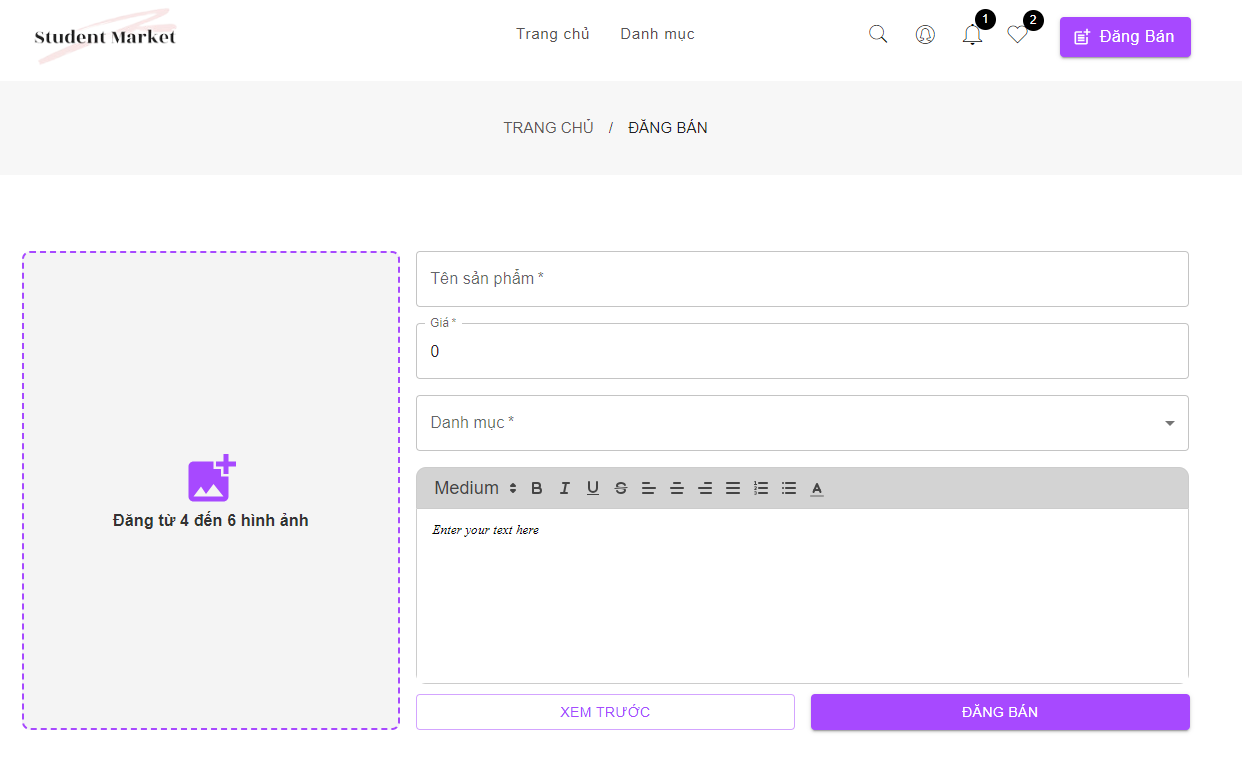 Student Market
Trang chủ Danh mục 1 2 Đăng Bán
TRANG CHỦ / ĐĂNG BÁN
Đăng từ 4 đến 6 hình ảnh
Tên sản phẩm *
Giá *
0
Danh mục *
Medium B I U S A
Enter your text here
XEM TRƯỚC ĐĂNG BÁN